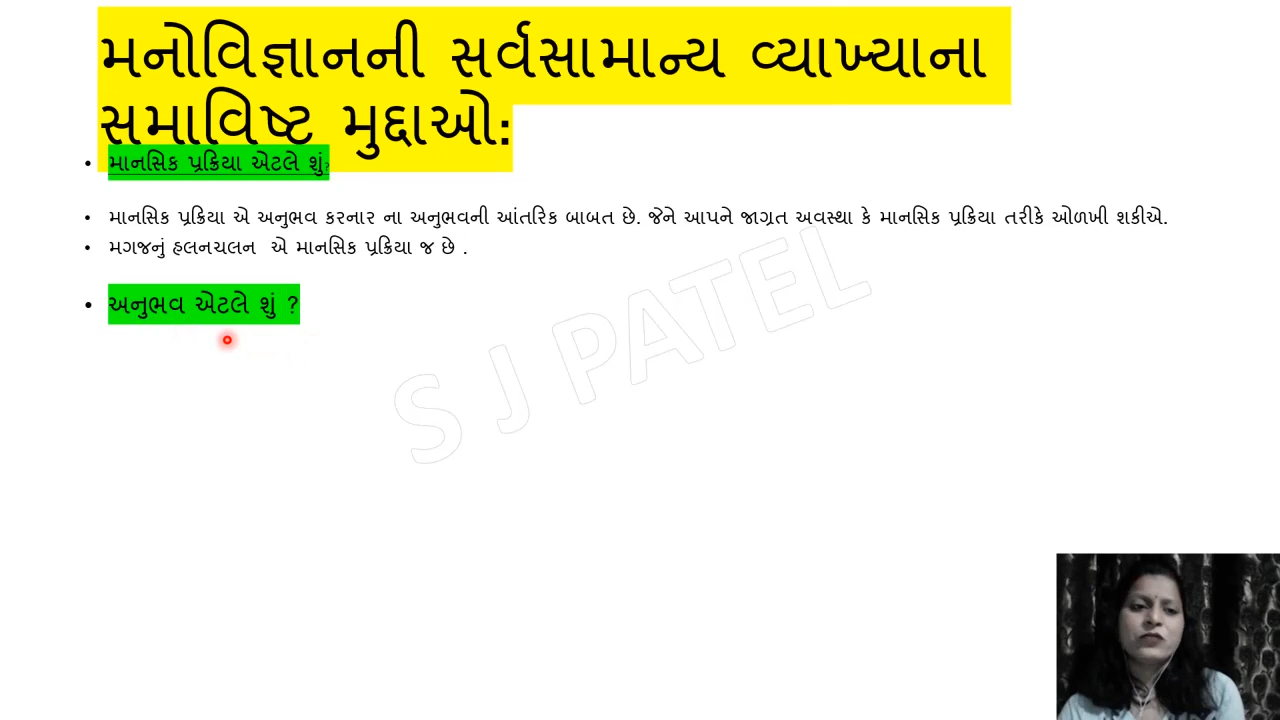 મનોવિજ્ઞાનની સર્વસામાન્ય વ્યાખ્યાના
સમાવિષ્ટ મુદ્દાઓ:
• માનસિક પ્રક્રિયા એટલે શું?
• માનસિક પ્રક્રિયા એ અનુભવ કરનાર ના અનુભવની આંતરિક બાબત છે. જેને આપને જાગ્રત અવસ્થા કે માનસિક પ્રક્રિયા તરીકે ઓળખી શકીએ.
• મગજનું હલનચલન એ માનસિક પ્રક્રિયા જ છે .
• અનુભવ એટલે શું ?
S J PATEL